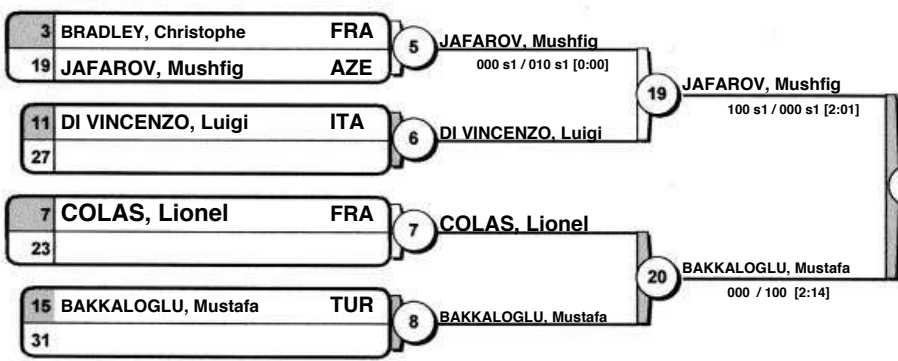 3 BRADLEY, Christophe FRA
19 JAFAROV, Mushfig AZE
5
JAFAROV, Mushfig
000 s1 / 010 s1 [0:00]
11 DI VINCENZO, Luigi ITA
27
6
DI VINCENZO, Luigi
19
JAFAROV, Mushfig
100 s1 / 000 s1 [2:01]
7 COLAS, Lionel FRA
23
7
COLAS, Lionel
15 BAKKALOGLU, Mustafa TUR
31
8
BAKKALOGLU, Mustafa
20
BAKKALOGLU, Mustafa
000 / 100 [2:14]